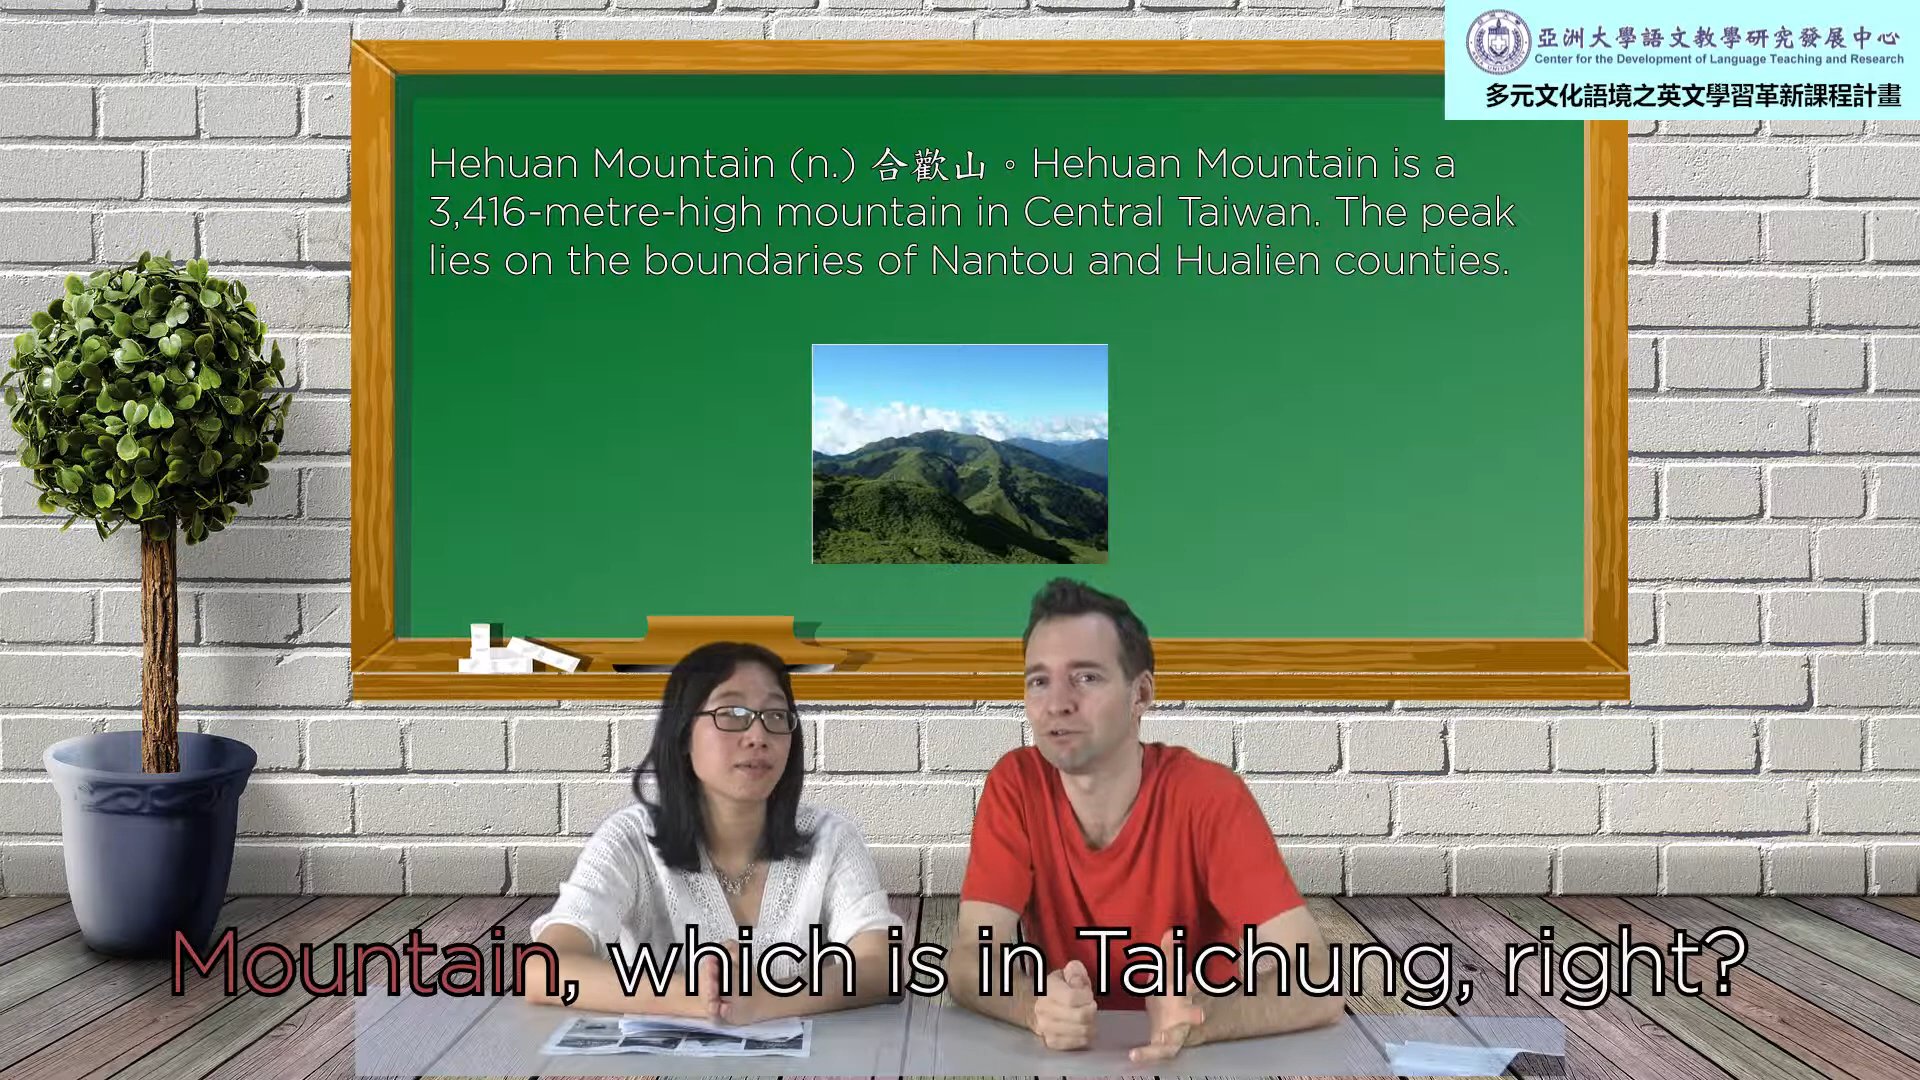 亞洲大學語文教學研究發展中心
Center for the Development of Language Teaching and Research
多元文化語境之英文學習革新課程計畫
Hehuan Mountain (n.) 合歡山。Hehuan Mountain is a
3,416-metre-high mountain in Central Taiwan. The peak
lies on the boundaries of Nantou and Hualien counties.
Mountain, which is in Taichung, right?